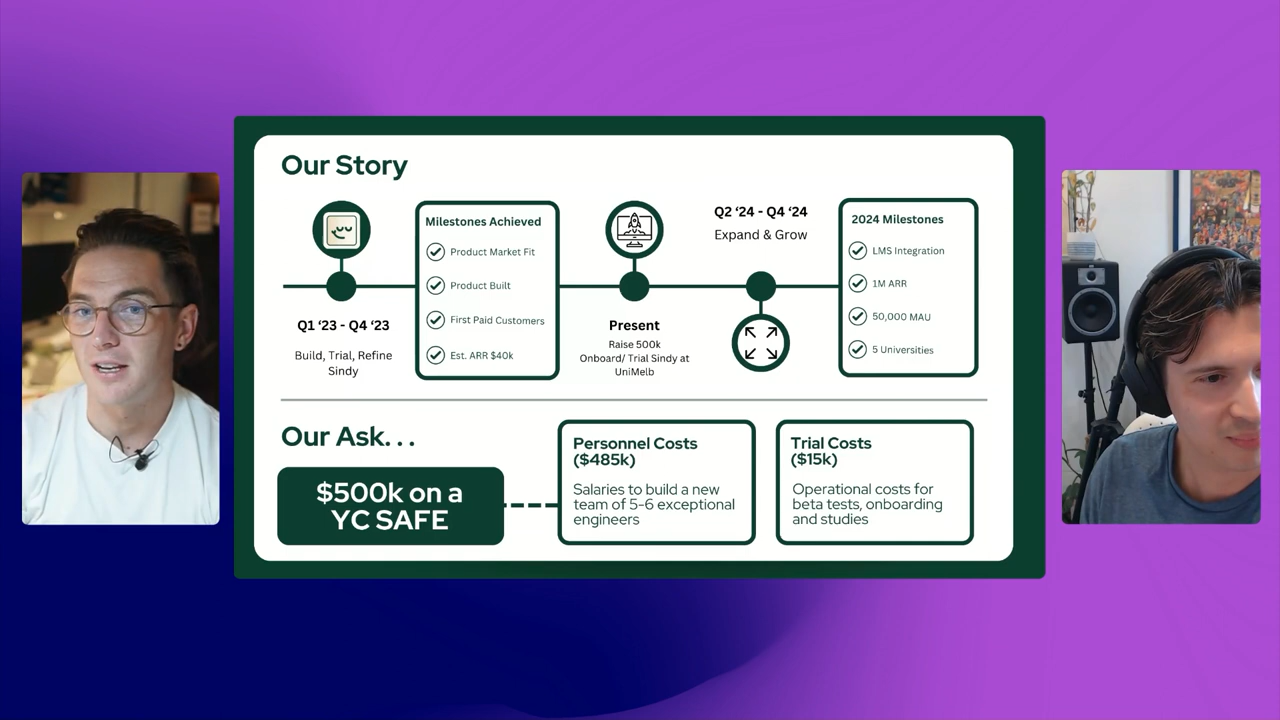 Our Story
Q1 ‘23 - Q4 ‘23
Build, Trial, Refine
Sindy
Milestones Achieved
Product Market Fit
Product Built
First Paid Customers
Est. ARR $40k
Present
Raise 500k
Onboard/ Trial Sindy at
UniMelb
Q2 ‘24 - Q4 ‘24
Expand & Grow
2024 Milestones
LMS Integration
1M ARR
50,000 MAU
5 Universities
Our Ask. . .
$500k on a
YC SAFE
Personnel Costs
($485k)
Salaries to build a new
team of 5-6 exceptional
engineers
Trial Costs
($15k)
Operational costs for
beta tests, onboarding
and studies